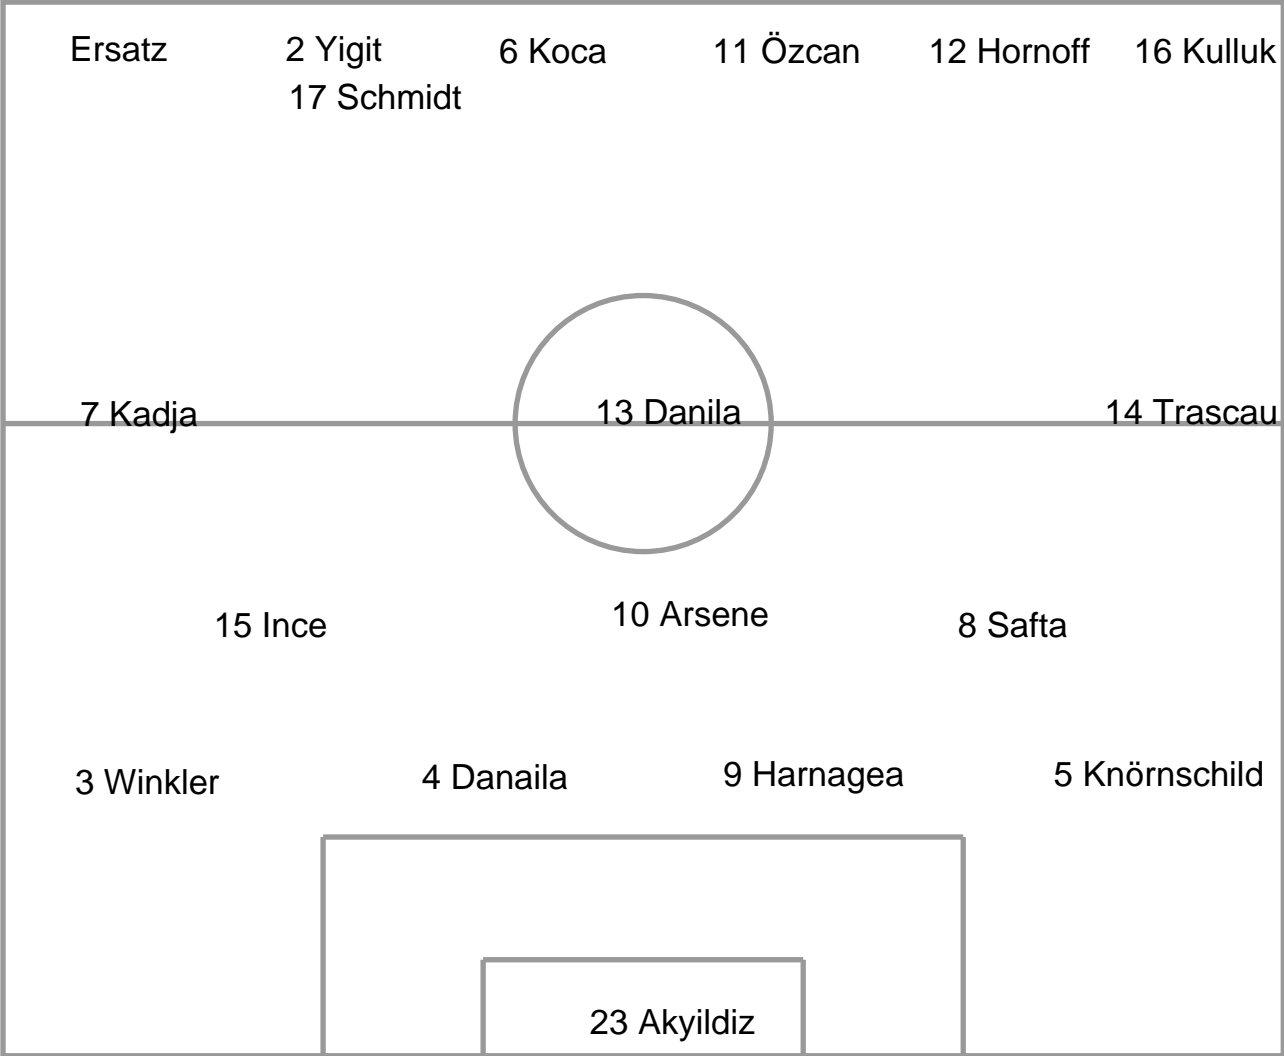 Ersatz 2 Yigit 6 Koca 11 Özcan 12 Hornoff 16 Kulluk
17 Schmidt
7 Kadja 13 Danila 14 Trascau
15 Ince 10 Arsene 8 Safta
3 Winkler 4 Danaila 9 Harnagea 5 Knörnschild
23 Akyildiz